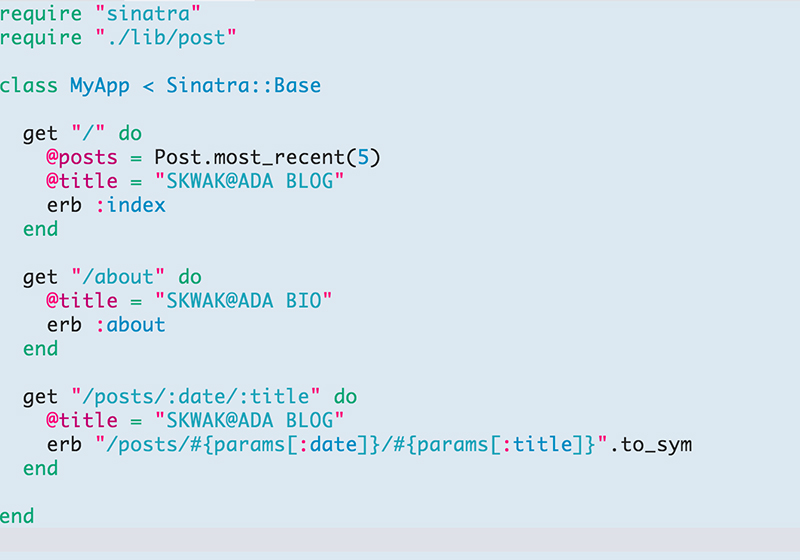 require "sinatra"
require "./lib/post"
class MyApp < Sinatra::Base
get "/" do
@posts = Post.most_recent(5)
@title = "SKWAK@ADA BLOG"
erb :index
end
get "/about" do
@title = "SKWAK@ADA BIO"
erb :about
end
get "/posts/:date/:title" do
@title = "SKWAK@ADA BLOG"
erb "/posts/#{params[:date]}/#{params[:title]}".to_sym
end
end